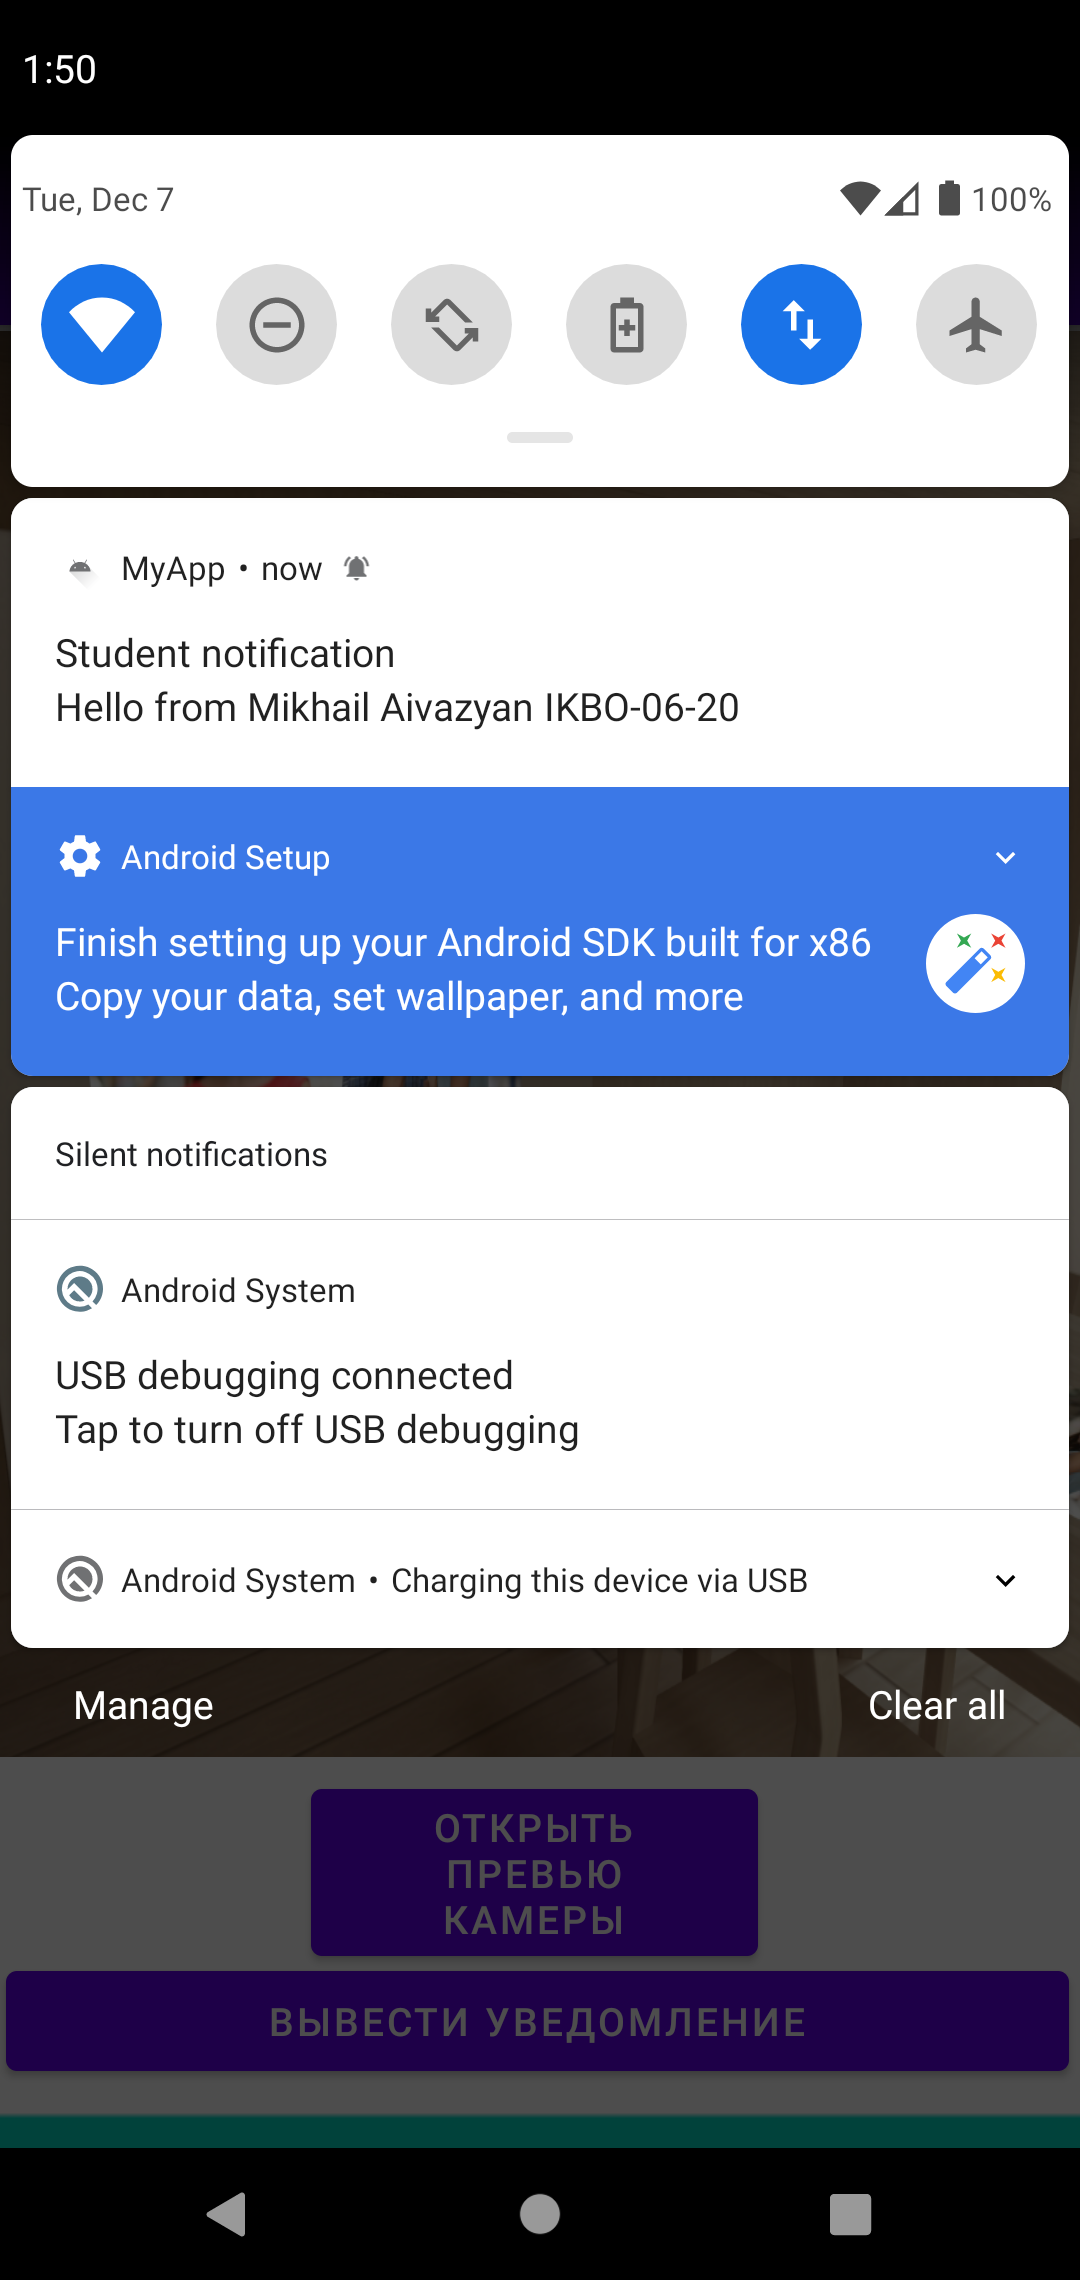 1:50
Tue, Dec 7
100%
MyApp • now
Student notification
Hello from Mikhail Aivazyan IKBO-06-20
Android Setup
Finish setting up your Android SDK built for x86
Copy your data, set wallpaper, and more
Silent notifications
Android System
USB debugging connected
Tap to turn off USB debugging
Android System • Charging this device via USB
Manage
Clear all
ОТКРЫТЬ
ПРЕВЬЮ
КАМЕРЫ
ВЫВЕСТИ УВЕДОМЛЕНИЕ